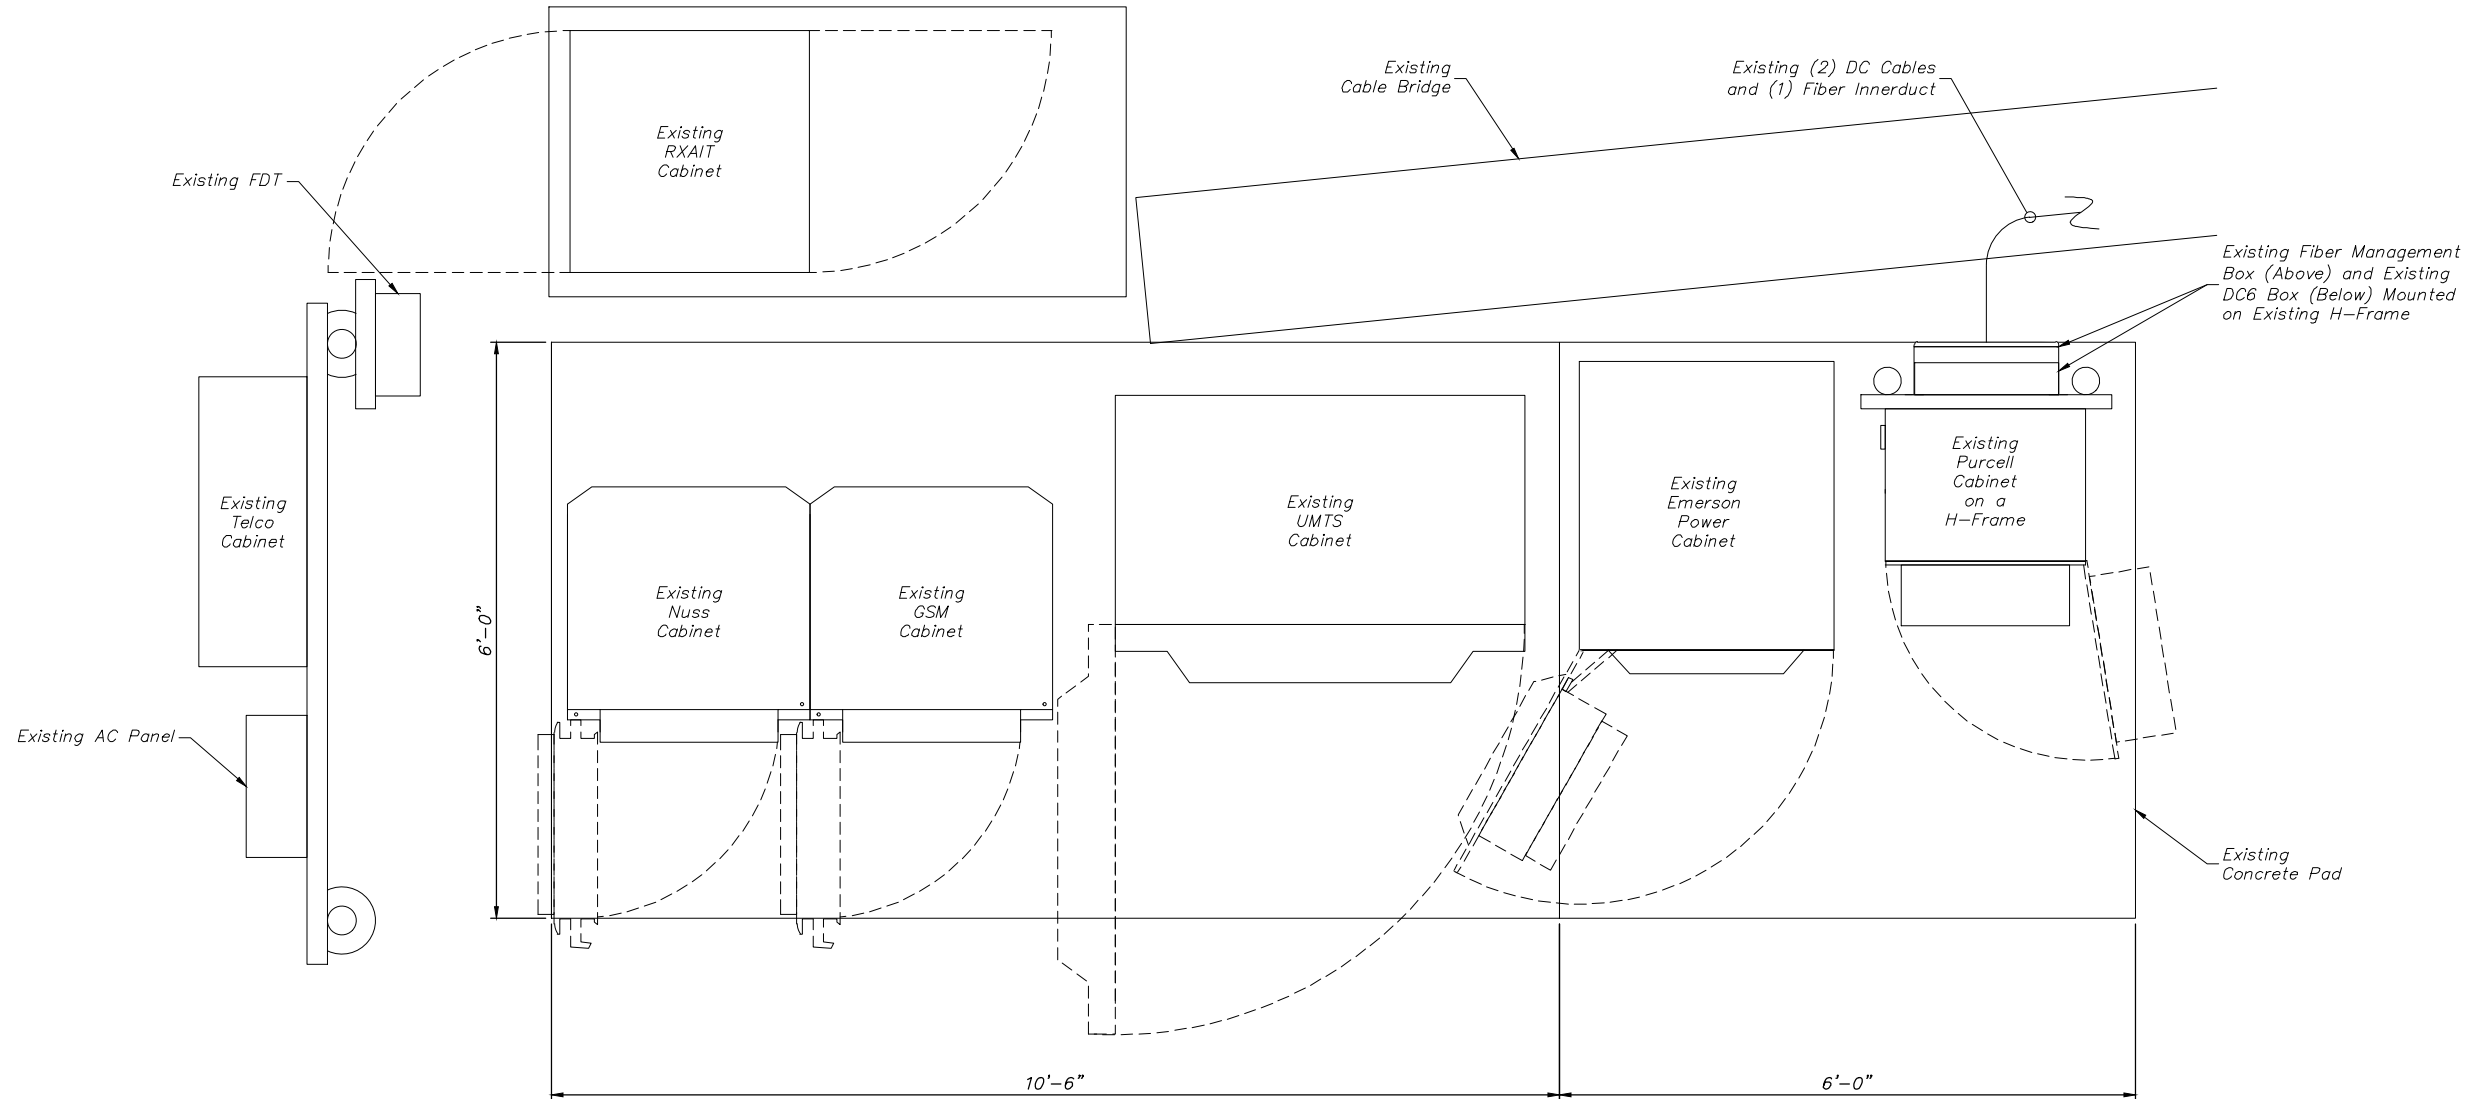 Existing
Cable Bridge
Existing (2) DC Cables
and (1) Fiber Innerduct
Existing
RXAIT
Cabinet
Existing FDT
Existing Fiber Management
Box (Above) and Existing
DC6 Box (Below) Mounted
on Existing H-Frame
Existing
Telco
Cabinet
Existing
Nuss
Cabinet
Existing
GSM
Cabinet
Existing
UMTS
Cabinet
Existing
Emerson
Power
Cabinet
Existing
Purcell
Cabinet
on a
H-Frame
6'-0"
Existing AC Panel
Existing
Concrete Pad
10'-6"
6'-0"